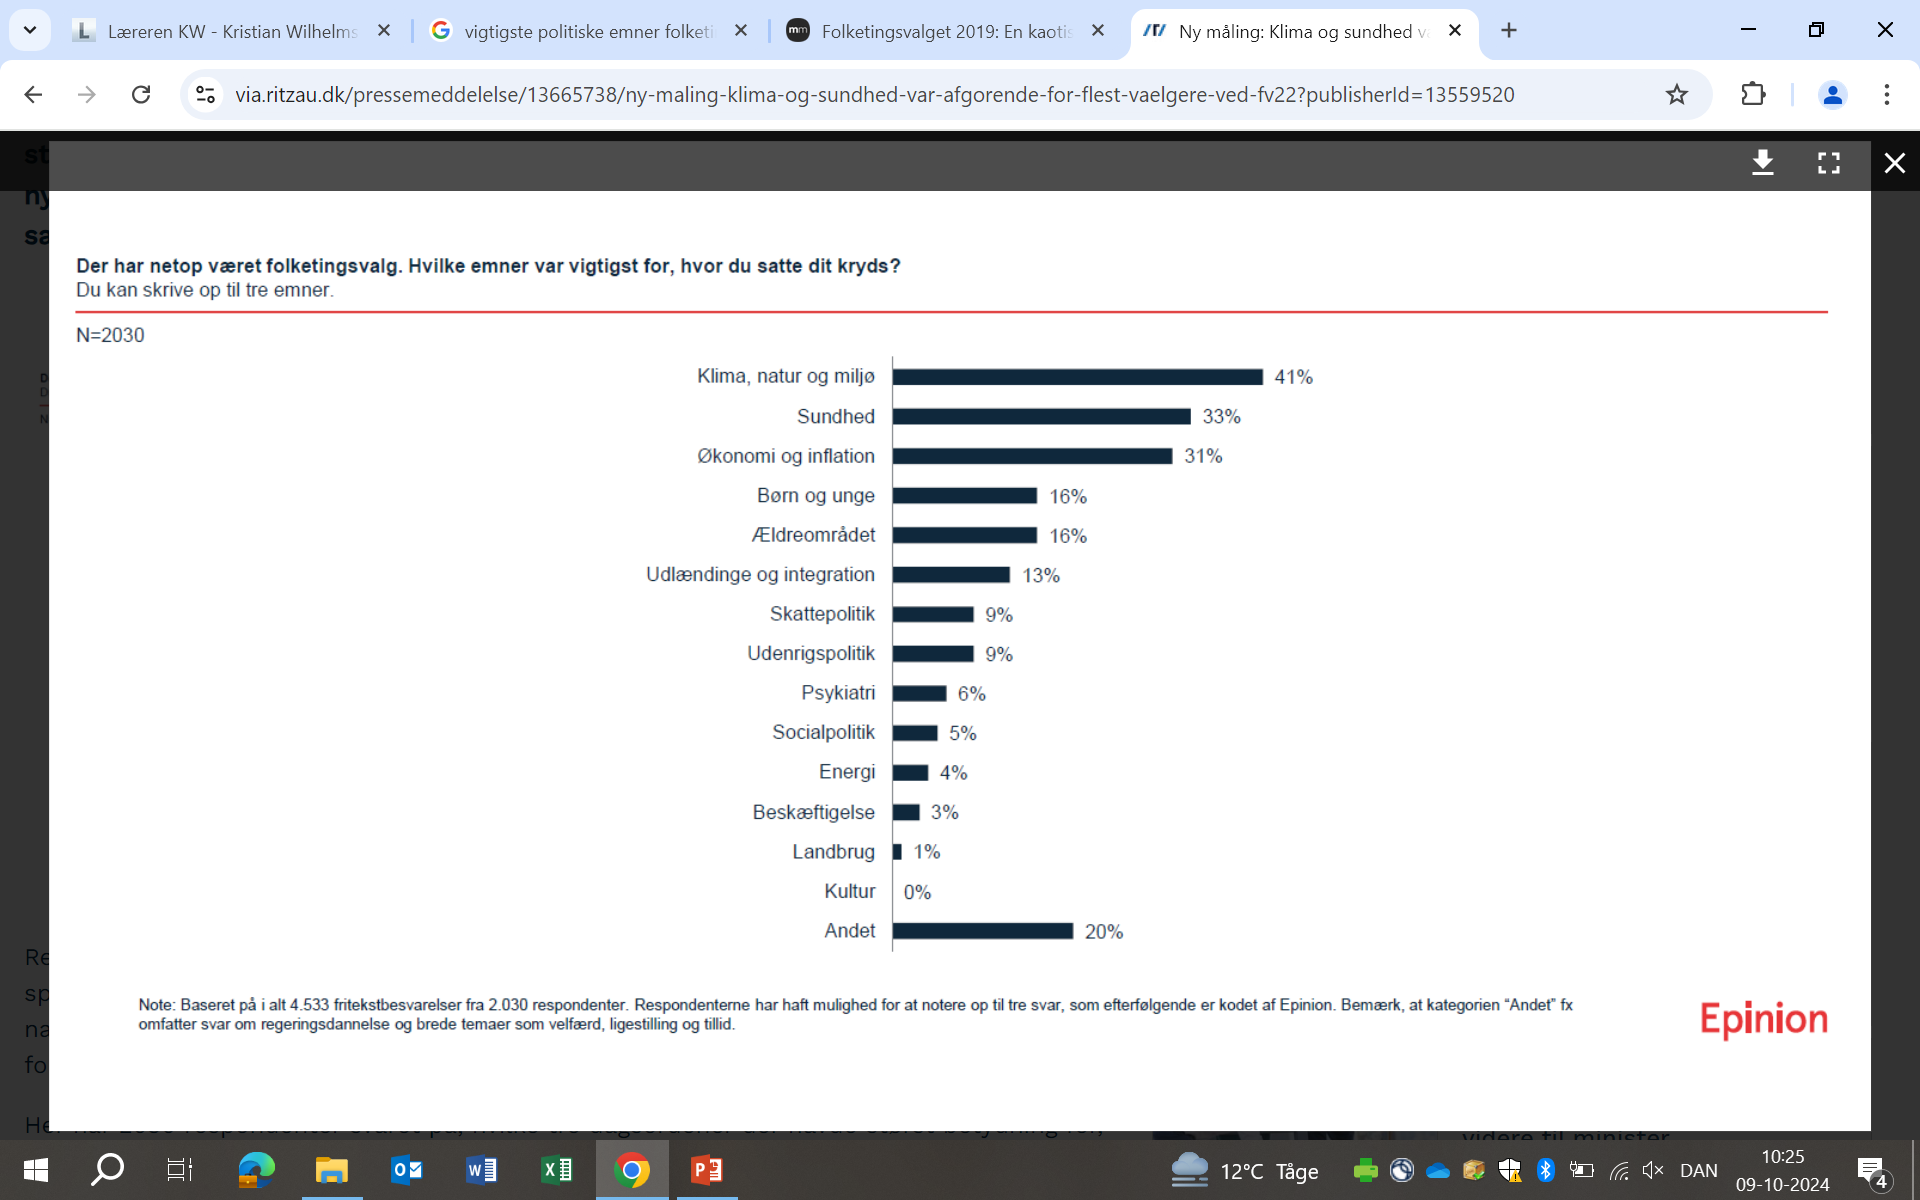 Læreren KW - Kristian Wilhelms
vigtigste politiske emner folketi
Folketingsvalget 2019: En kaotis
Ny måling: Klima og sundhed va
via.ritzau.dk/pressemeddelelse/13665738/ny-maling-klima-og-sundhed-var-afgorende-for-flest-vaelgere-ved-fv22?publisherId=13559520
Der har netop været folketingsvalg. Hvilke emner var vigtigst for, hvor du satte dit kryds?
Du kan skrive op til tre emner.
N=2030
Klima, natur og miljø 41%
Sundhed 33%
Økonomi og inflation 31%
Børn og unge 16%
Ældreområdet 16%
Udlændinge og integration 13%
Skattepolitik 9%
Udenrigspolitik 9%
Psykiatri 6%
Socialpolitik 5%
Energi 4%
Beskæftigelse 3%
Landbrug 1%
Kultur 0%
Andet 20%
Note: Baseret på i alt 4.533 fritekstbesvarelser fra 2.030 respondenter. Respondenterne har haft mulighed for at notere op til tre svar, som efterfølgende er kodet af Epinion. Bemærk, at kategorien “Andet” fx
omfatter svar om regeringsdannelse og brede temaer som velfærd, ligestilling og tillid.
Epinion
videre til minister
12°C Tåge
DAN
10:25
09-10-2024
4